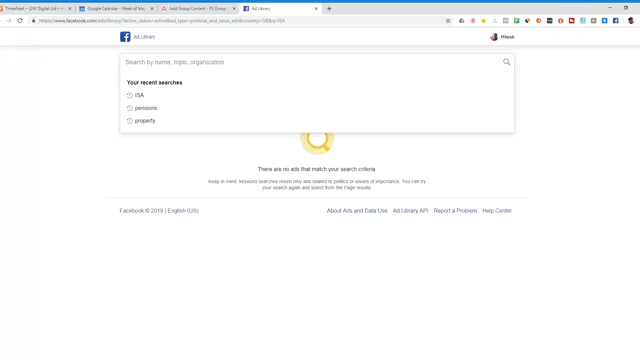 Timesheet – L2W Digital Ltd –
Google Calendar - Week of
Add Group Content - Fil Group
Ad Library
https://www.facebook.com/ads/library/?active_status=active&ad_type=political_and_issue_ads&country=GB&q=ISA
Ad Library
Hitesh
Search by name, topic, organization
Your recent searches
ISA
pensions
property
There are no ads that match your search criteria
Keep in mind, keyword searches return only ads related to politics or issues of importance. You can try
your search again and select from the Page results.
Facebook © 2019 | English (US)
About Ads and Data Use
Ad Library API
Report a Problem
Help Center